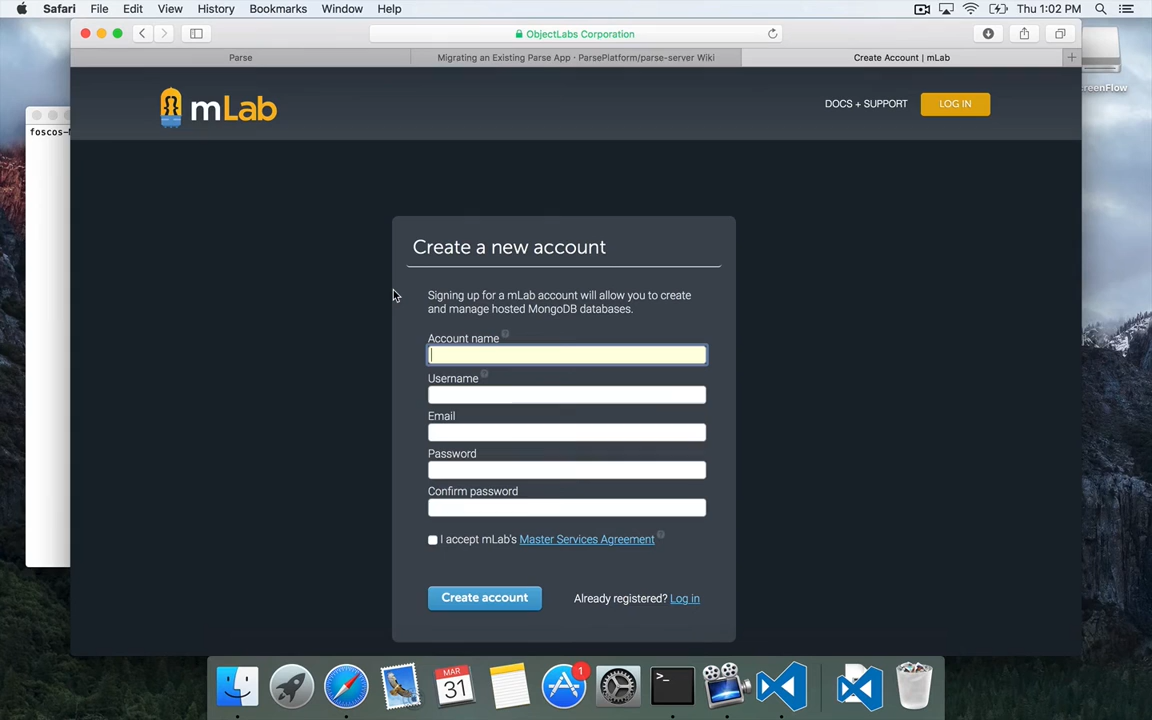 Safari File Edit View History Bookmarks Window Help Thu 1:02 PM
ObjectLabs Corporation
Parse
Migrating an Existing Parse App · ParsePlatform/parse-server Wiki
Create Account | mLab
mLab
DOCS + SUPPORT
LOG IN
Create a new account
Signing up for a mLab account will allow you to create
and manage hosted MongoDB databases.
Account name
Username
Email
Password
Confirm password
I accept mLab's Master Services Agreement
Create account
Already registered? Log in
MAR
31
1